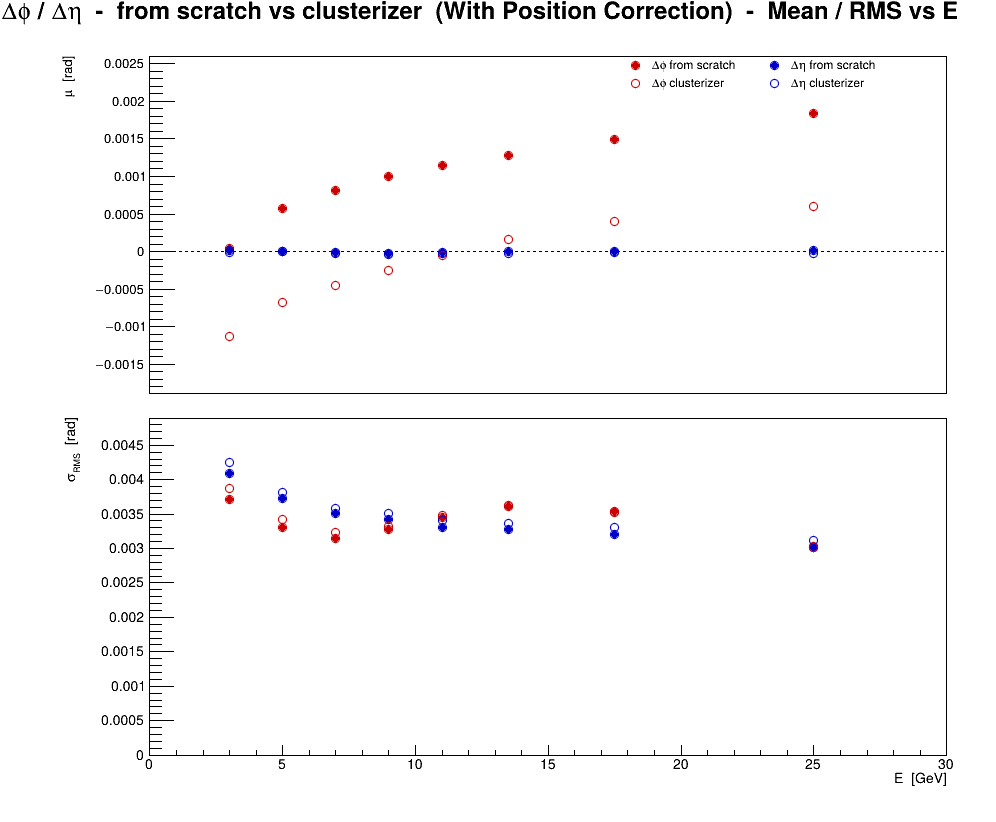 Δϕ / Δη - from scratch vs clusterizer (With Position Correction) - Mean / RMS vs E
μ [rad]
0.0025
0.002
0.0015
0.001
0.0005
0
−0.0005
−0.001
−0.0015
Δϕ from scratch
Δη from scratch
Δϕ clusterizer
Δη clusterizer
σRMS [rad]
0.0045
0.004
0.0035
0.003
0.0025
0.002
0.0015
0.001
0.0005
0
0 5 10 15 20 25 30
E [GeV]